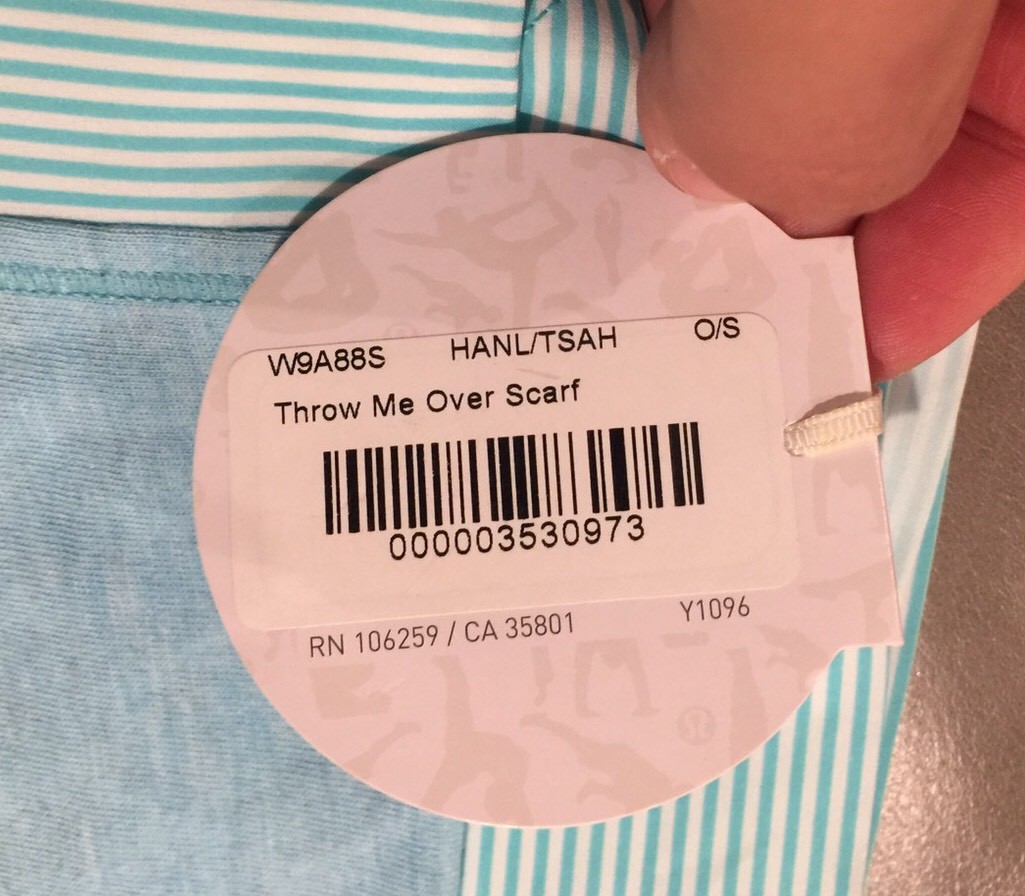 W9A88S HANL/TSAH O/S
Throw Me Over Scarf
000003530973
RN 106259 / CA 35801 Y1096